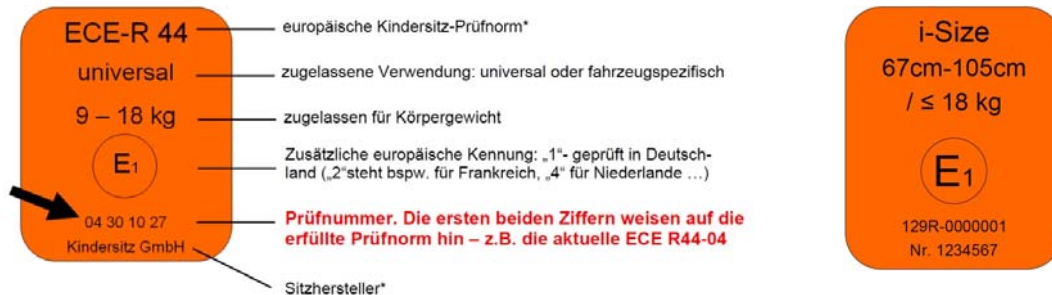 ECE-R 44
universal
9 – 18 kg
E1
04 30 10 27
Kindersitz GmbH
europäische Kindersitz-Prüfnorm*
zugelassene Verwendung: universal oder fahrzeugspezifisch
zugelassen für Körpergewicht
Zusätzliche europäische Kennung: „1“- geprüft in Deutsch-
land („2“steht bspw. für Frankreich, „4“ für Niederlande …)
Prüfnummer. Die ersten beiden Ziffern weisen auf die
erfüllte Prüfnorm hin – z.B. die aktuelle ECE R44-04
Sitzhersteller*
i-Size
67cm-105cm
/ ≤ 18 kg
E1
129R-0000001
Nr. 1234567